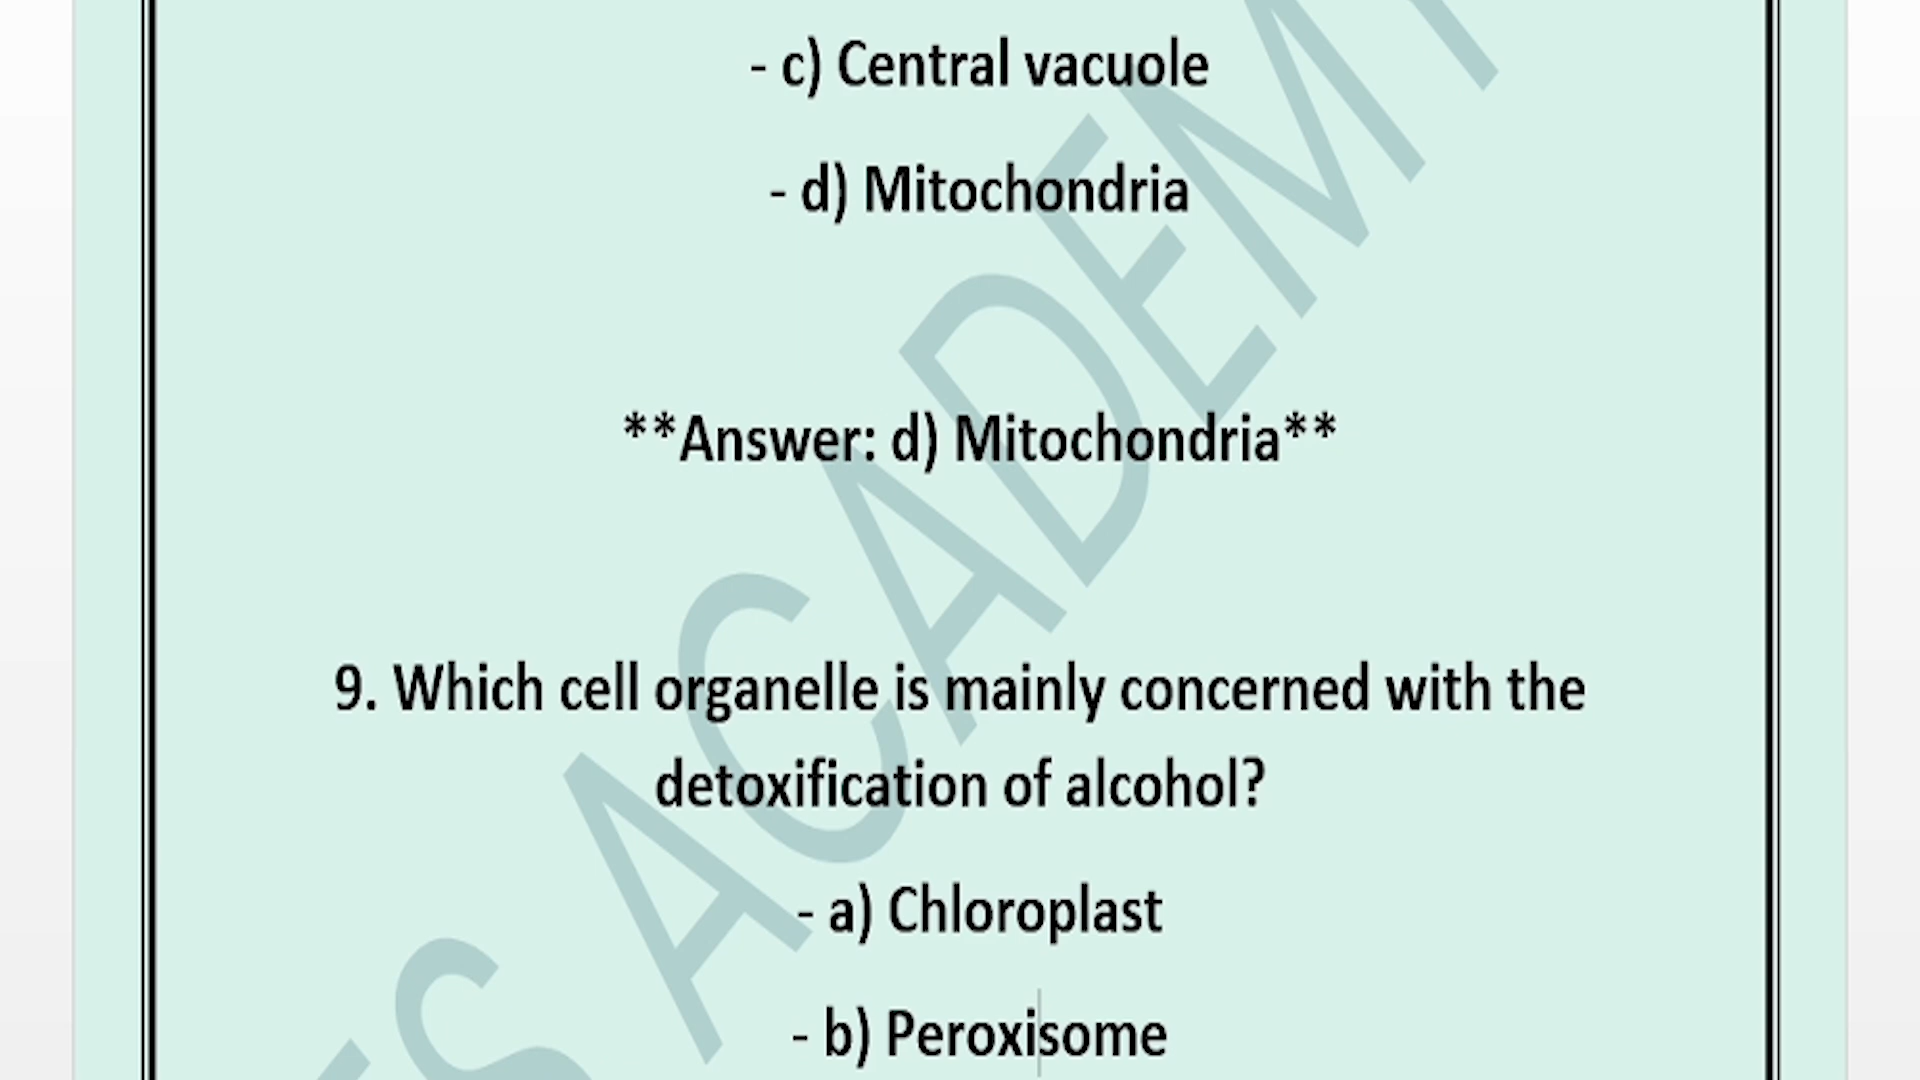 - c) Central vacuole
- d) Mitochondria
**Answer: d) Mitochondria**
9. Which cell organelle is mainly concerned with the
detoxification of alcohol?
- a) Chloroplast
- b) Peroxisome
S ACADEMY